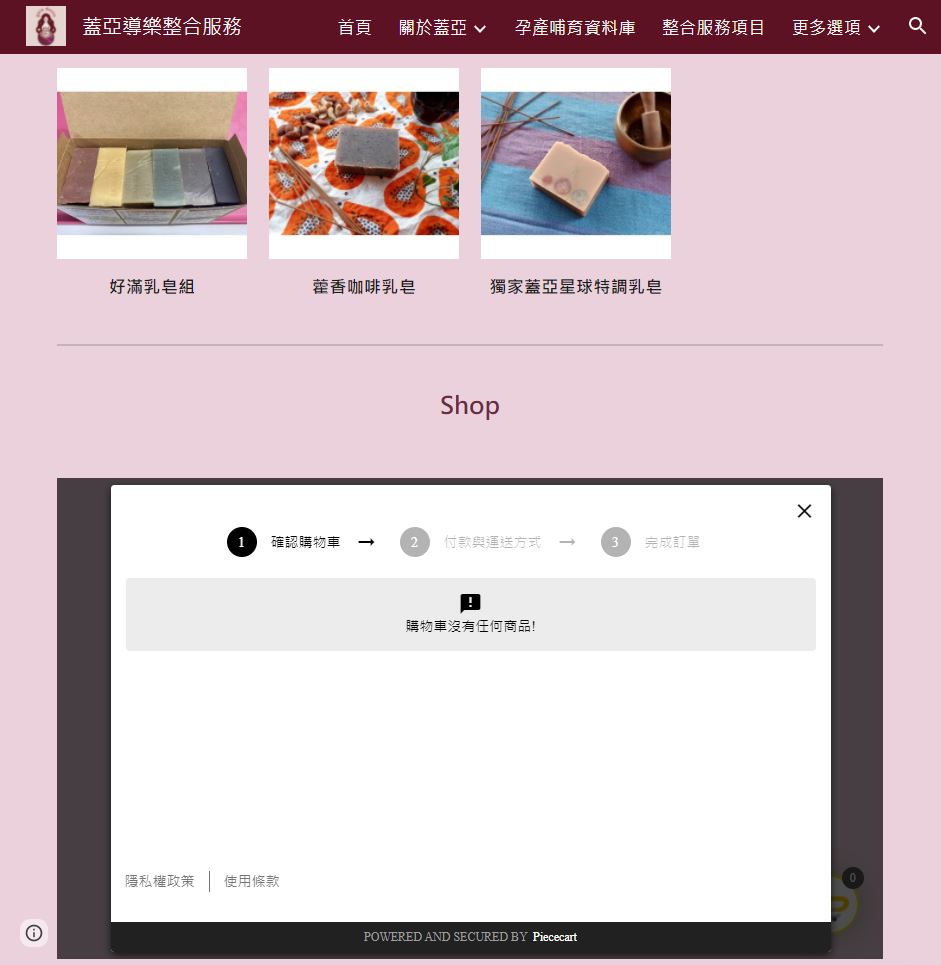 蓋亞導樂整合服務
首頁
關於蓋亞
孕產哺育資料庫
整合服務項目
更多選項
好滿乳皂組
藿香咖啡乳皂
獨家蓋亞星球特調乳皂
Shop
1 確認購物車
2 付款與運送方式
3 完成訂單
購物車沒有任何商品!
隱私權政策
使用條款
0
POWERED AND SECURED BY Piececart